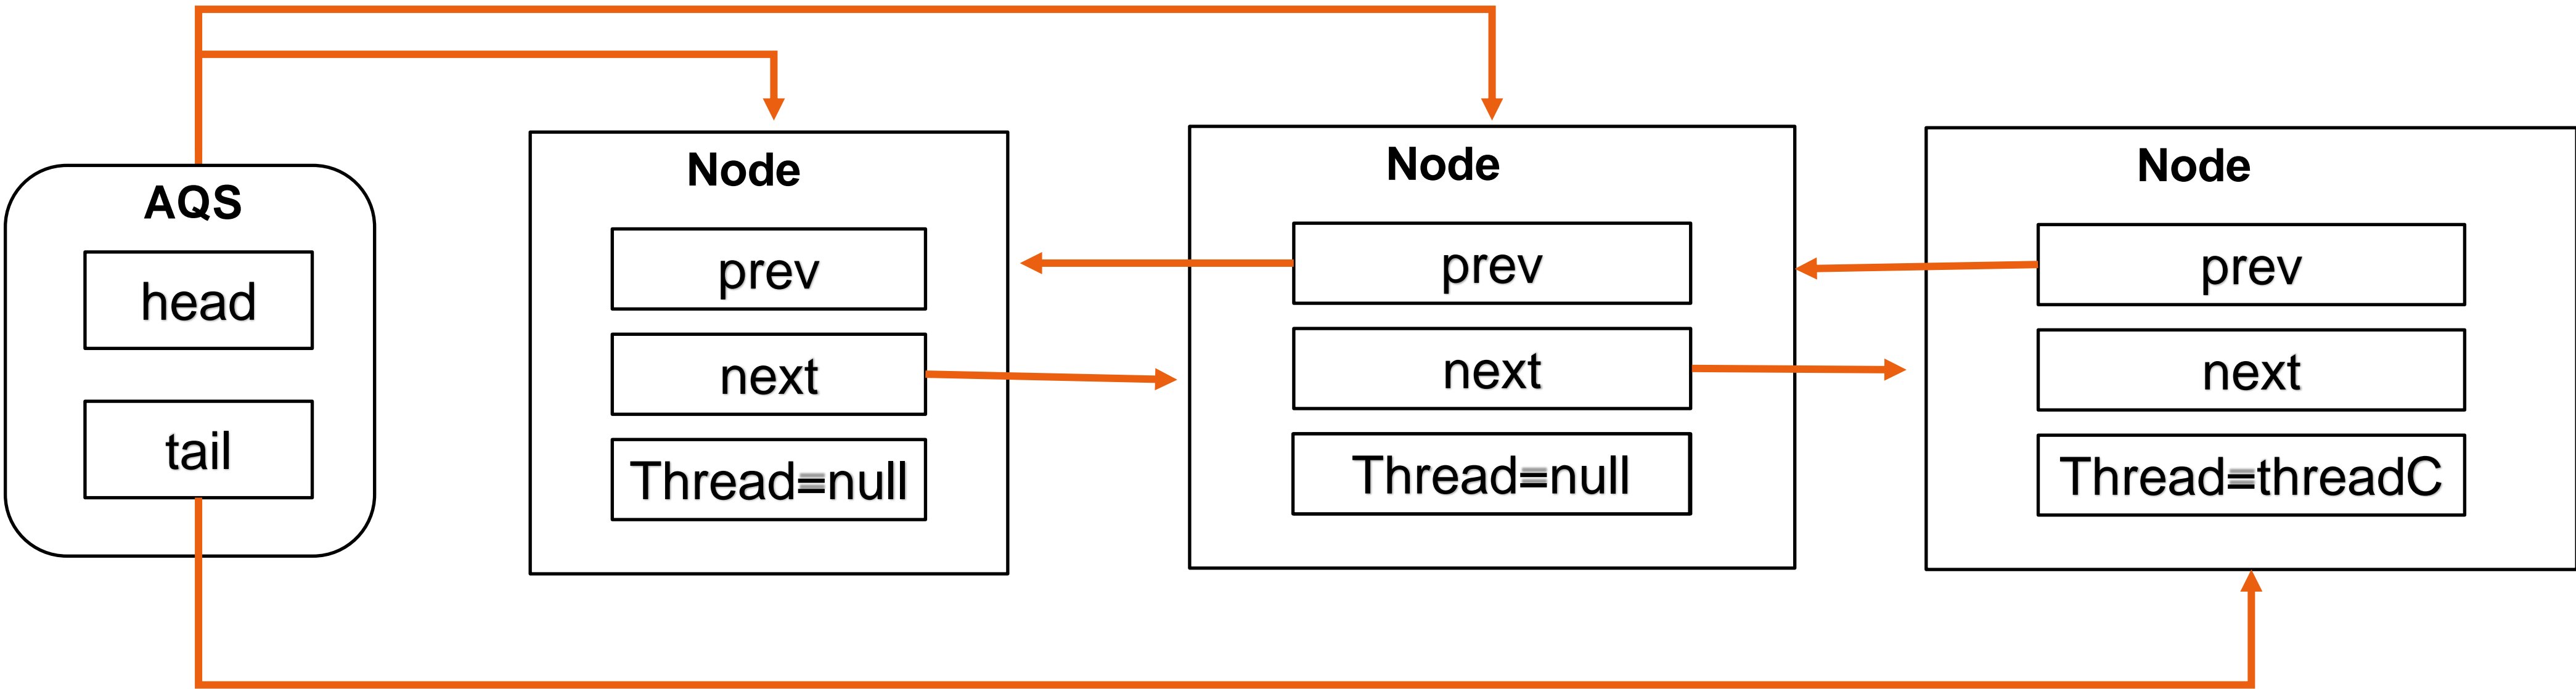 AQS
head
tail
Node
prev
next
Thread=null
Node
prev
next
Thread=null
Node
prev
next
Thread=threadC